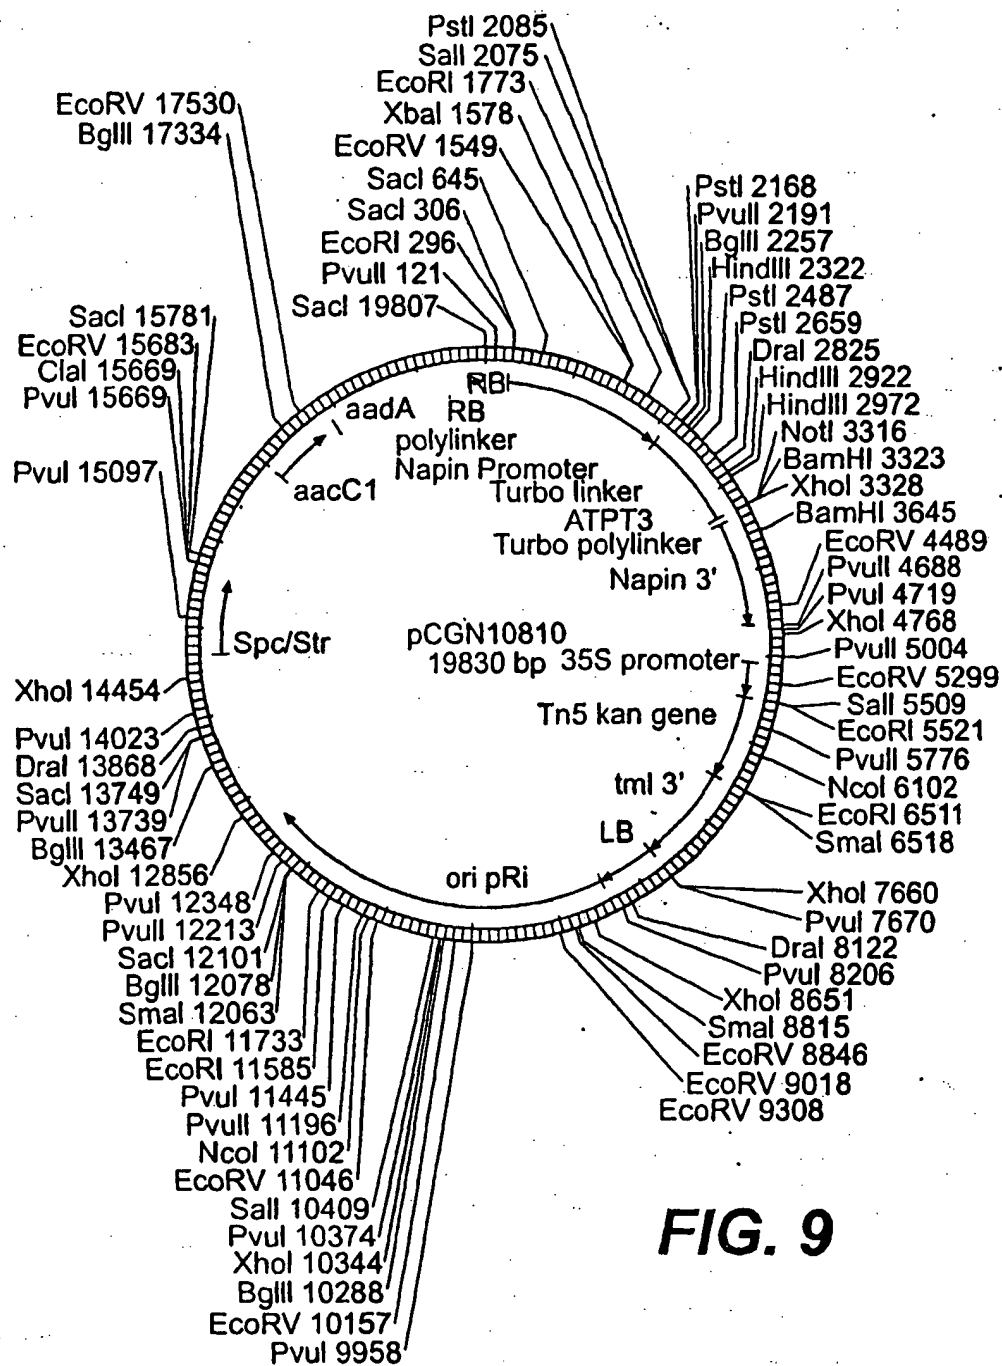 PstI 2085
SalI 2075
EcoRI 1773
XbaI 1578
EcoRV 1549
SacI 645
SacI 306
EcoRI 296
PvuII 121
SacI 19807
EcoRV 17530
BglII 17334
SacI 15781
EcoRV 15683
ClaI 15669
PvuI 15669
PvuI 15097
XhoI 14454
PvuI 14023
DraI 13868
SacI 13749
PvuII 13739
BglII 13467
XhoI 12856
PvuI 12348
PvuII 12213
SacI 12101
BglII 12078
SmaI 12063
EcoRI 11733
EcoRI 11585
PvuI 11445
PvuII 11196
NcoI 11102
EcoRV 11046
SalI 10409
PvuI 10374
XhoI 10344
BglII 10288
EcoRV 10157
PvuI 9958
PstI 2168
PvuII 2191
BglII 2257
HindIII 2322
PstI 2487
PstI 2659
DraI 2825
HindIII 2922
HindIII 2972
NotI 3316
BamHI 3323
XhoI 3328
BamHI 3645
EcoRV 4489
PvuII 4688
PvuI 4719
XhoI 4768
PvuII 5004
EcoRV 5299
SalI 5509
EcoRI 5521
PvuII 5776
NcoI 6102
EcoRI 6511
SmaI 6518
XhoI 7660
PvuI 7670
DraI 8122
PvuI 8206
XhoI 8651
SmaI 8815
EcoRV 8846
EcoRV 9018
EcoRV 9308
RB
RB
polylinker
Napin Promoter
Turbo linker
ATPT3
Turbo polylinker
Napin 3'
35S promoter
Tn5 kan gene
tml 3'
LB
ori pRi
Spc/Str
aacC1
aadA
pCGN10810
19830 bp
FIG. 9